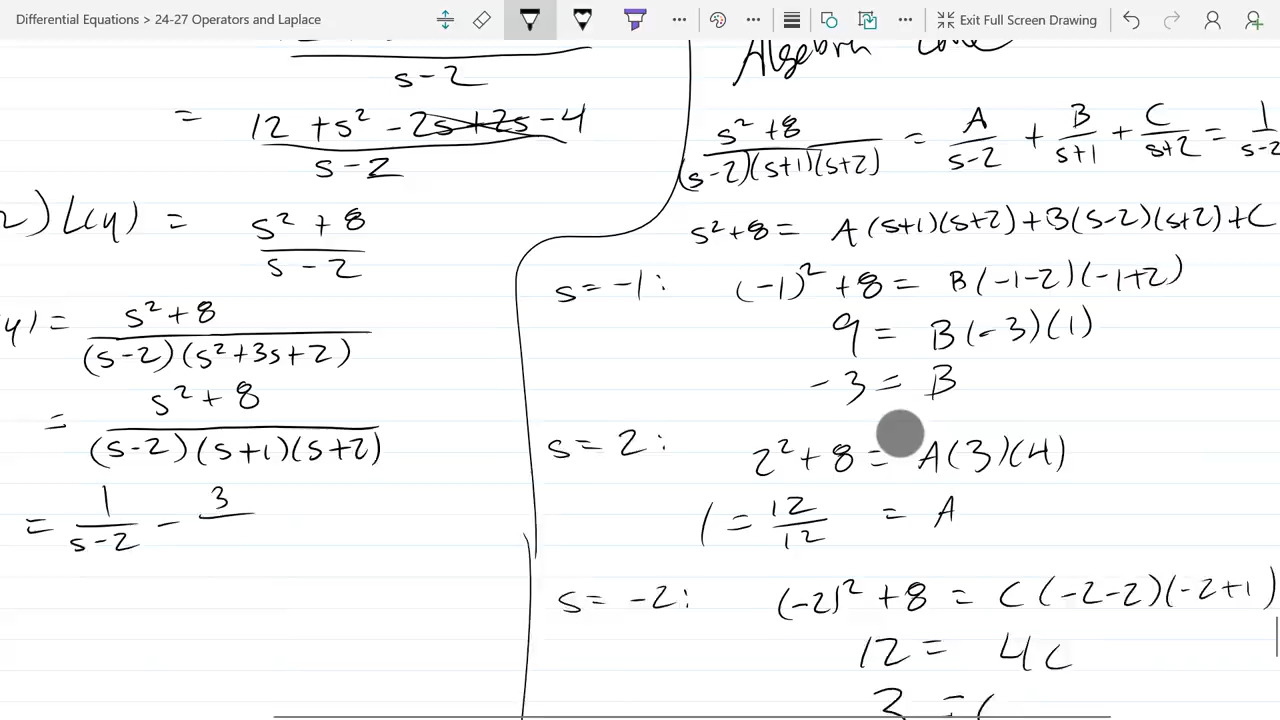 Differential Equations > 24-27 Operators and Laplace
Exit Full Screen Drawing
s-2
= 12 + s² - 2s + 2s - 4
s-2
2) L(y) = s² + 8
s-2
y) = s² + 8
(s-2)(s²+3s+2)
= s² + 8
(s-2)(s+1)(s+2)
= 1/(s-2) - 3
Algebra
s² + 8 / (s-2)(s+1)(s+2) = A/(s-2) + B/(s+1) + C/(s+2) = 1/(s-2)
s²+8 = A(s+1)(s+2)+B(s-2)(s+2)+C
s = -1: (-1)² + 8 = B(-1-2)(-1+2)
9 = B(-3)(1)
-3 = B
s = 2: 2² + 8 = A(3)(4)
1 = 12/12 = A
s = -2: (-2)² + 8 = C(-2-2)(-2+1)
12 = 4C
3 = C